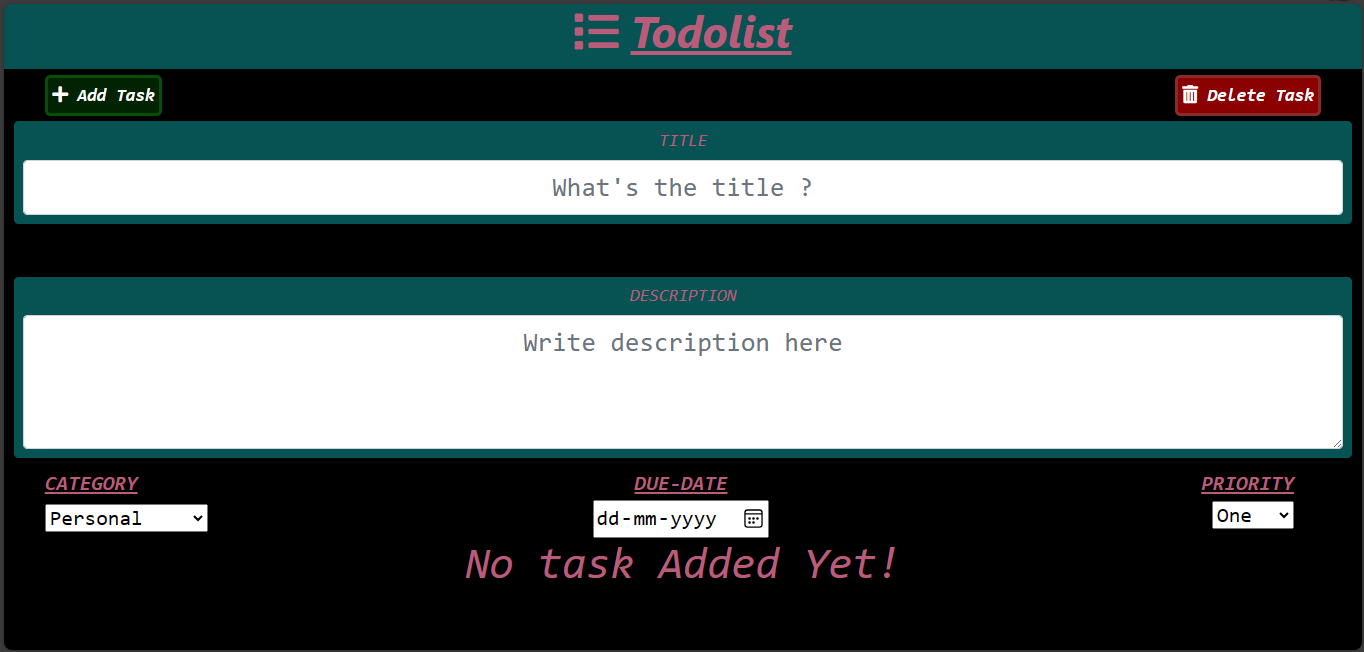 Todolist
Add Task
Delete Task
TITLE
What's the title ?
DESCRIPTION
Write description here
CATEGORY
DUE-DATE
PRIORITY
Personal
dd-mm-yyyy
One
No task Added Yet!